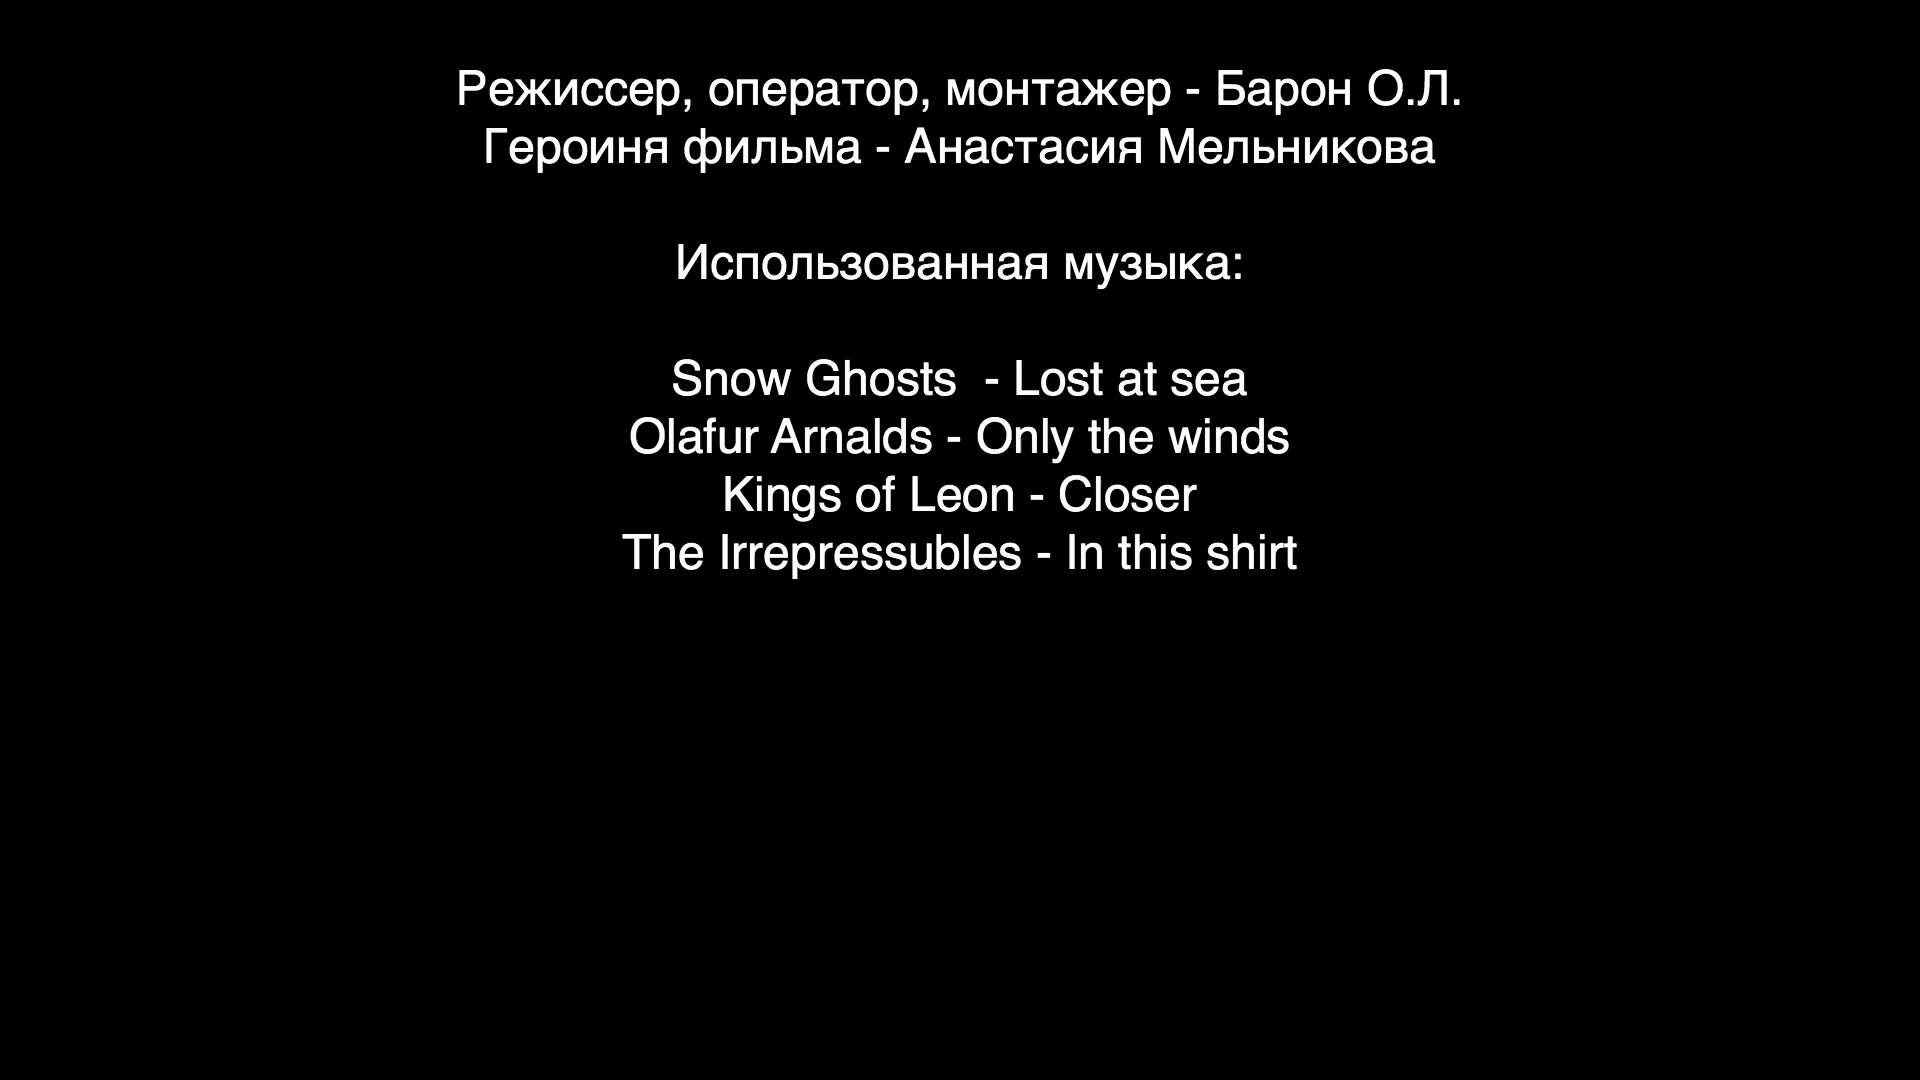 Режиссер, оператор, монтажер - Барон О.Л.
Героиня фильма - Анастасия Мельникова
Использованная музыка:
Snow Ghosts  - Lost at sea
Olafur Arnalds - Only the winds
Kings of Leon - Closer
The Irrepressubles - In this shirt